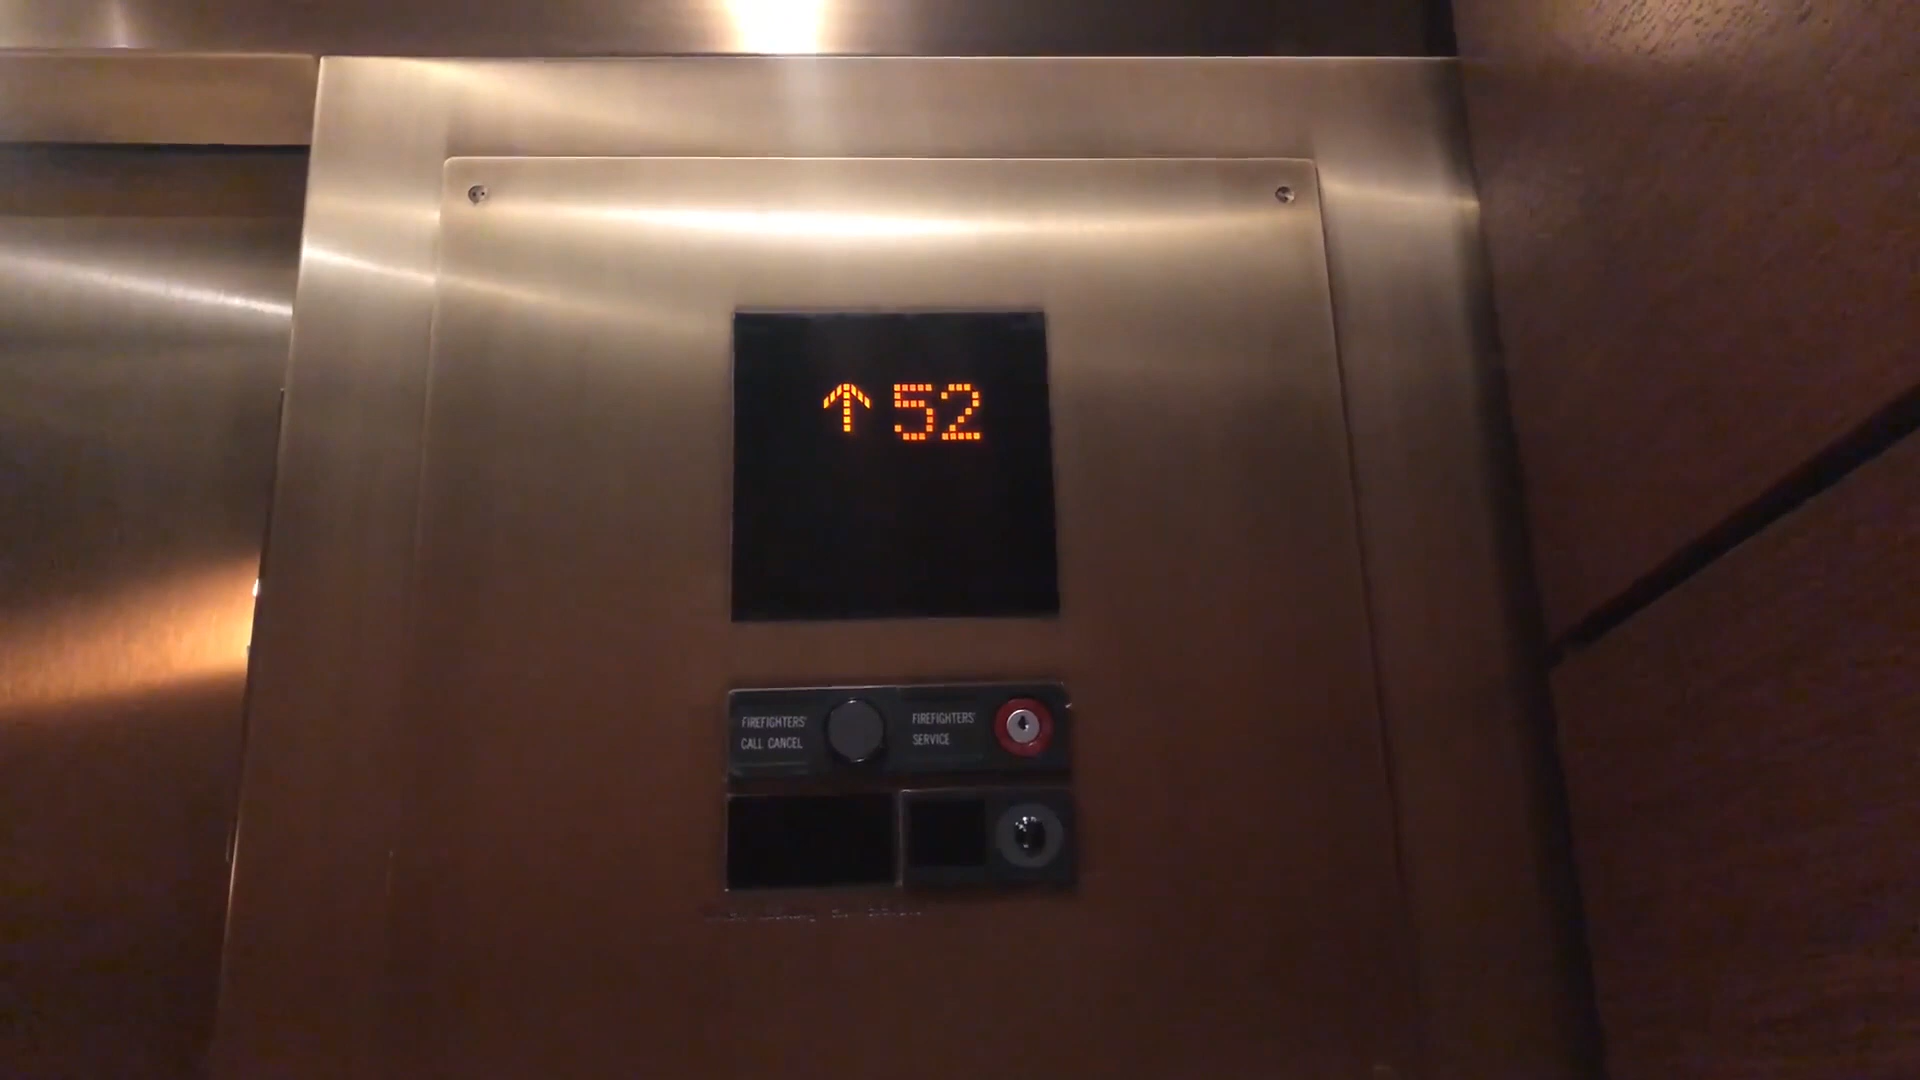 ↑52
FIREFIGHTERS'
CALL CANCEL
FIREFIGHTERS'
SERVICE